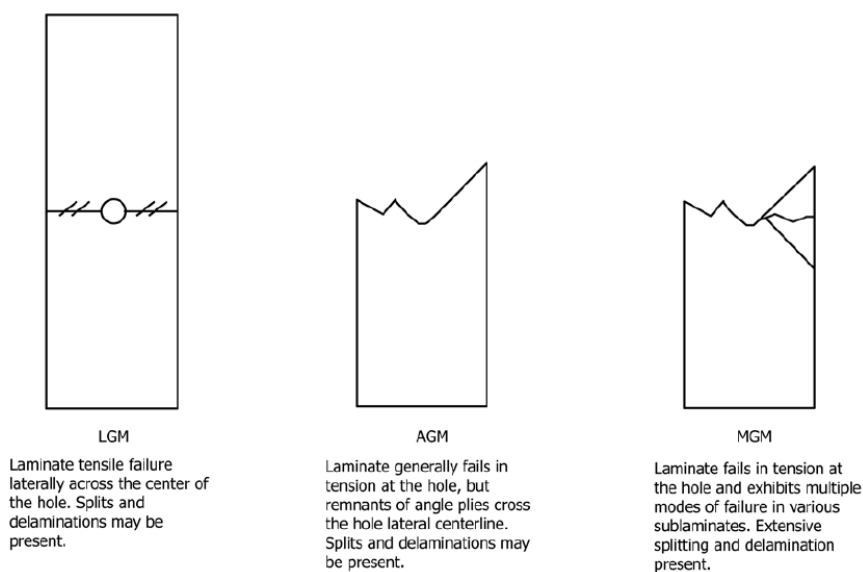 LGM
Laminate tensile failure
laterally across the center of
the hole. Splits and
delaminations may be
present.
AGM
Laminate generally fails in
tension at the hole, but
remnants of angle plies cross
the hole lateral centerline.
Splits and delaminations may
be present.
MGM
Laminate fails in tension at
the hole and exhibits multiple
modes of failure in various
sublaminates. Extensive
splitting and delamination
present.